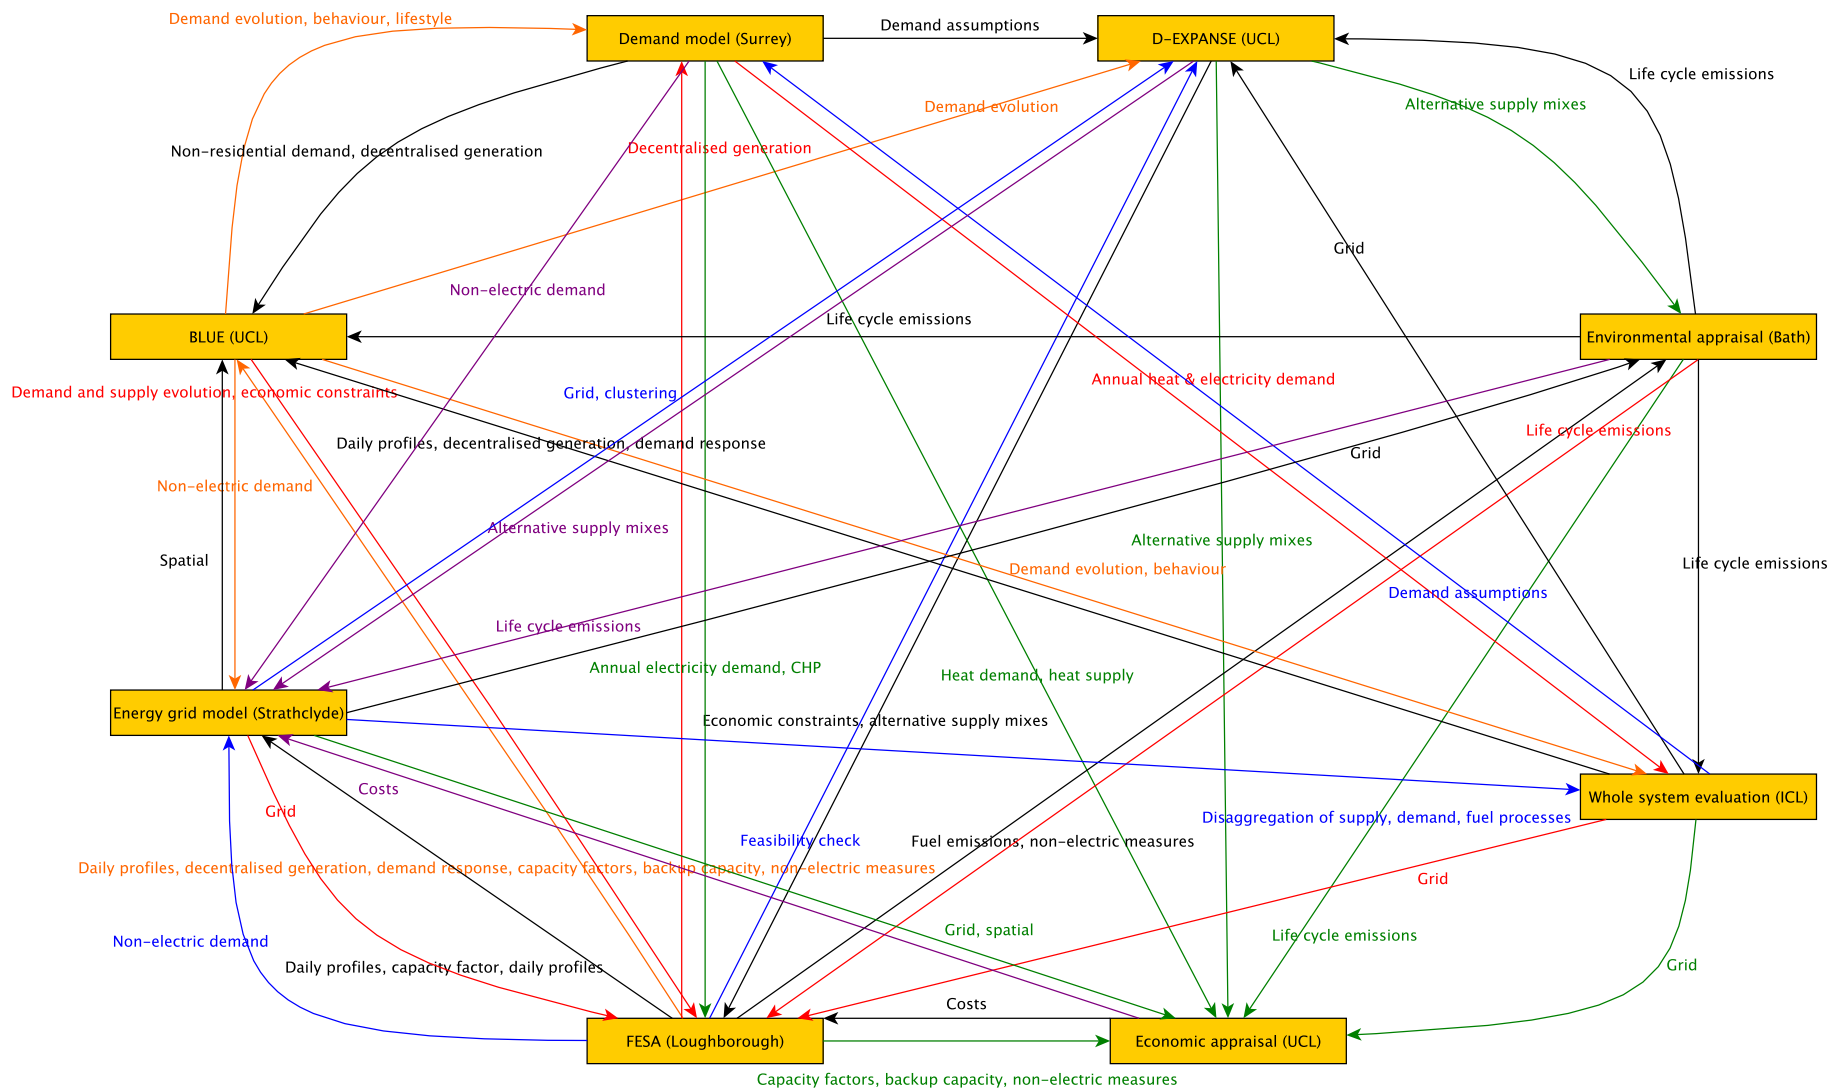 Demand evolution, behaviour, lifestyle
Demand assumptions
Demand model (Surrey)
D-EXPANSE (UCL)
Life cycle emissions
Alternative supply mixes
Demand evolution
Decentralised generation
Non-residential demand, decentralised generation
Grid
Non-electric demand
Life cycle emissions
BLUE (UCL)
Environmental appraisal (Bath)
Annual heat & electricity demand
Demand and supply evolution, economic constraints
Grid, clustering
Life cycle emissions
Daily profiles, decentralised generation, demand response
Grid
Non-electric demand
Alternative supply mixes
Alternative supply mixes
Spatial
Life cycle emissions
Demand evolution, behaviour
Demand assumptions
Life cycle emissions
Annual electricity demand, CHP
Heat demand, heat supply
Energy grid model (Strathclyde)
Economic constraints, alternative supply mixes
Costs
Whole system evaluation (ICL)
Grid
Disaggregation of supply, demand, fuel processes
Feasibility check
Fuel emissions, non-electric measures
Daily profiles, decentralised generation, demand response, capacity factors, backup capacity, non-electric measures
Grid
Grid, spatial
Life cycle emissions
Non-electric demand
Grid
Daily profiles, capacity factor, daily profiles
Costs
FESA (Loughborough)
Economic appraisal (UCL)
Capacity factors, backup capacity, non-electric measures